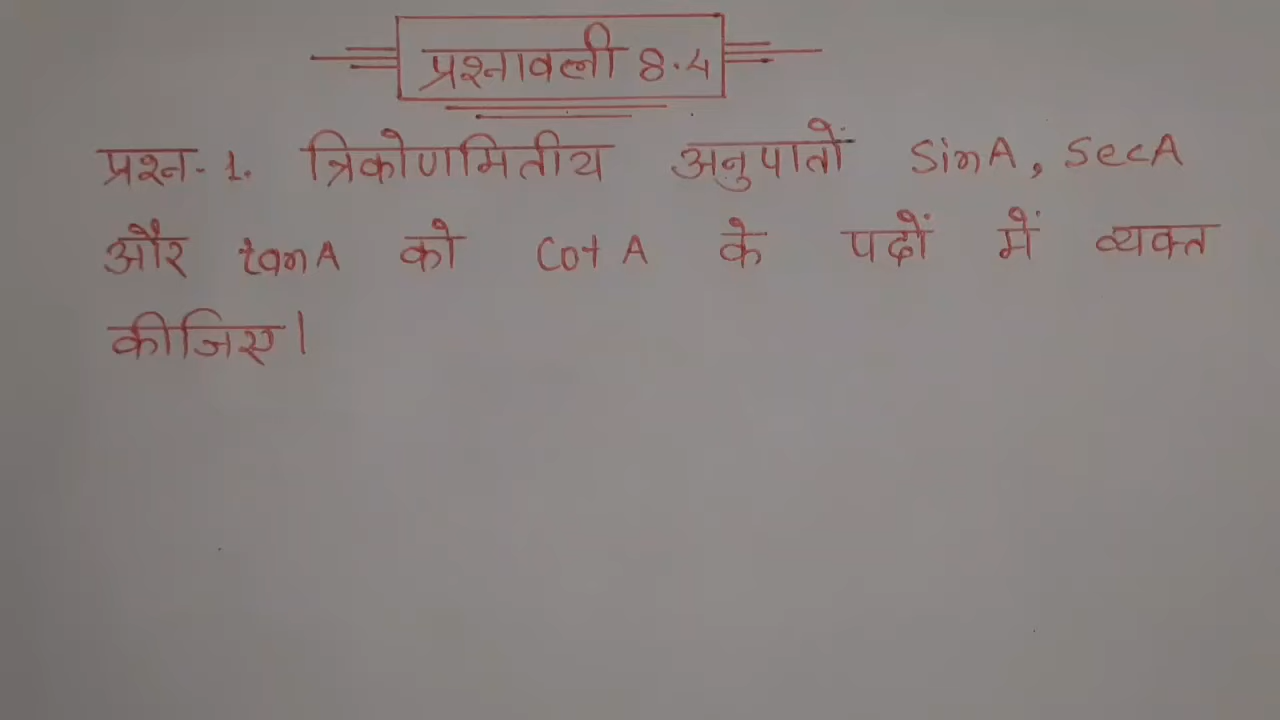 प्रश्नावली 8.4
प्रश्न-1. त्रिकोणमितीय अनुपातों sinA, SecA
और tanA को Cot A के पदों में व्यक्त
कीजिए।